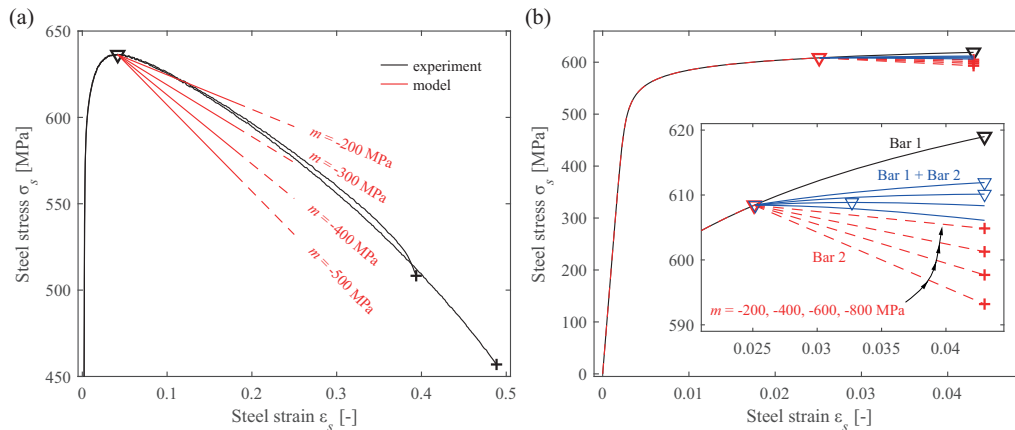 (a)
650
600
550
500
450
0
0.1
0.2
0.3
0.4
0.5
Steel stress σs [MPa]
Steel strain εs [-]
experiment
model
m = -200 MPa
m = -300 MPa
m = -400 MPa
m = -500 MPa
(b)
600
500
400
300
200
100
0
0
0.01
0.02
0.03
0.04
Steel stress σs [MPa]
Steel strain εs [-]
620
610
600
590
0.025
0.03
0.035
0.04
Bar 1
Bar 1 + Bar 2
Bar 2
m = -200, -400, -600, -800 MPa